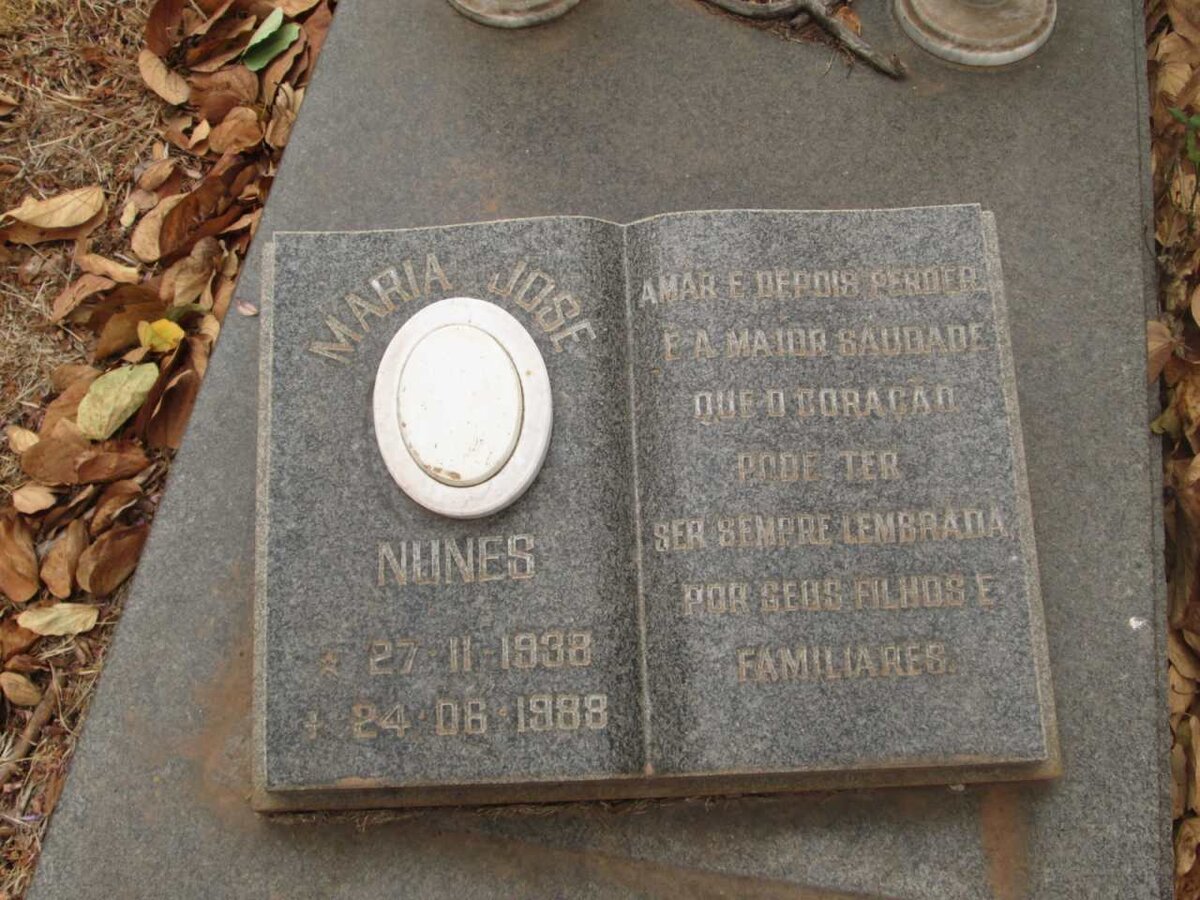 MARIA JOSE
NUNES
★ 27-11-1938
✝ 24-06-1988
AMAR E DEPOIS PERDER.
É A MAIOR SAUDADE
QUE O CORAÇÃO
PODE TER
SER SEMPRE LEMBRADA
POR SEUS FILHOS E
FAMILIARES.